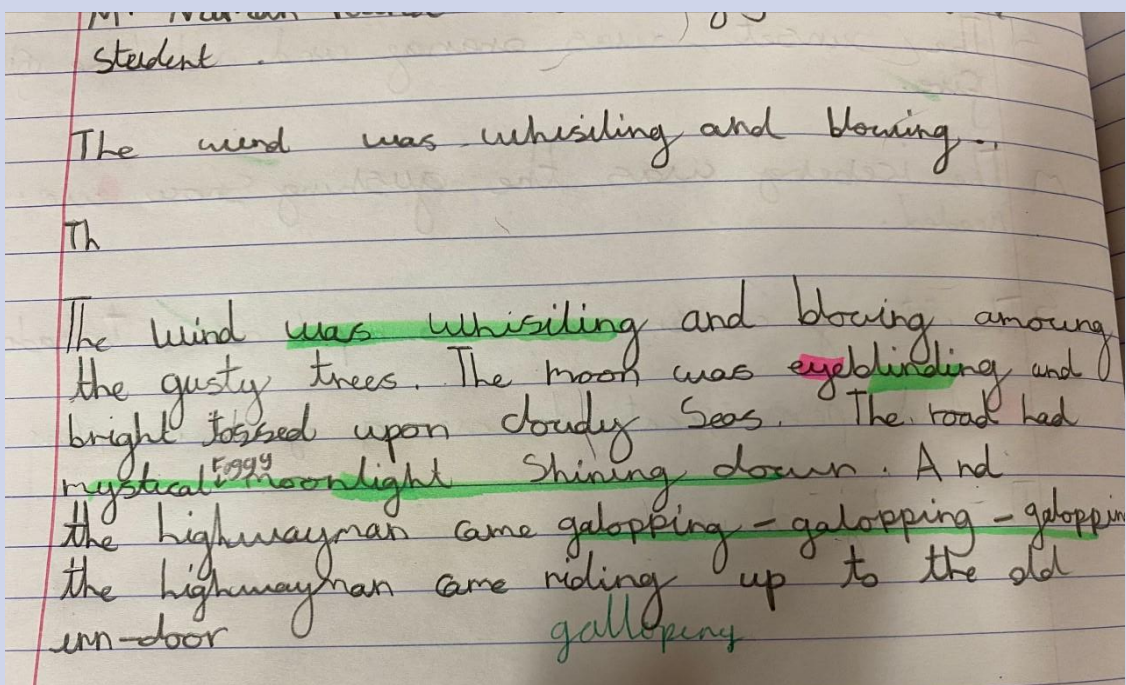 student.
The wind was whisiling and blowing..
Th
The wind was whisiling and blowing amoung
the gusty trees. The moon was eyeblinding and
bright tossed upon cloudy Seas. The road had
mystical foggy moonlight Shining down. And
the highwayman came galopping - galopping - galoppin
the highwayman came riding up to the old
inn-door
galloping